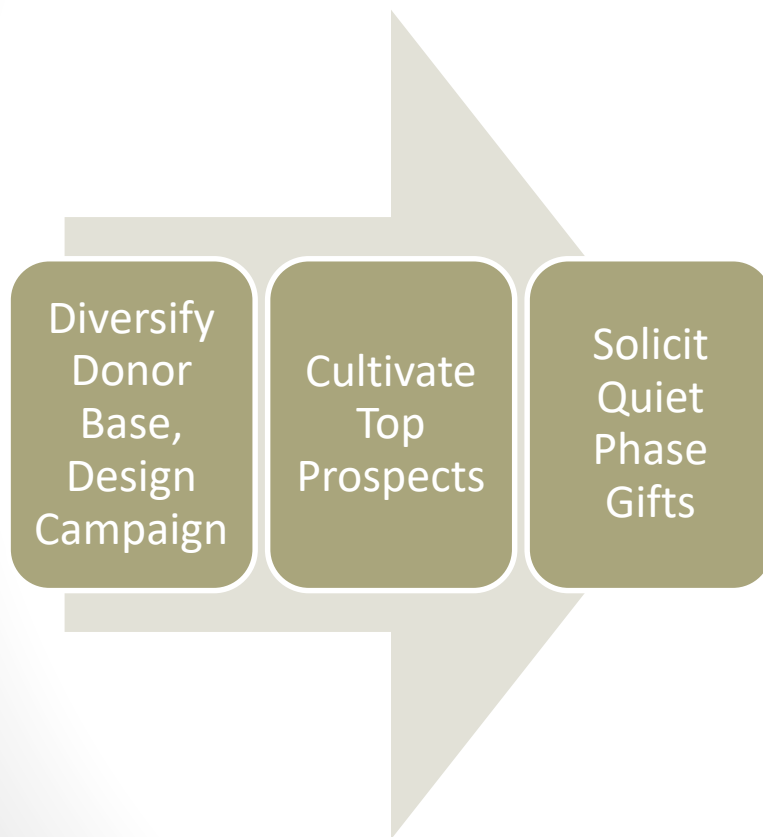 Diversify
Donor
Base,
Design
Campaign
Cultivate
Top
Prospects
Solicit
Quiet
Phase
Gifts